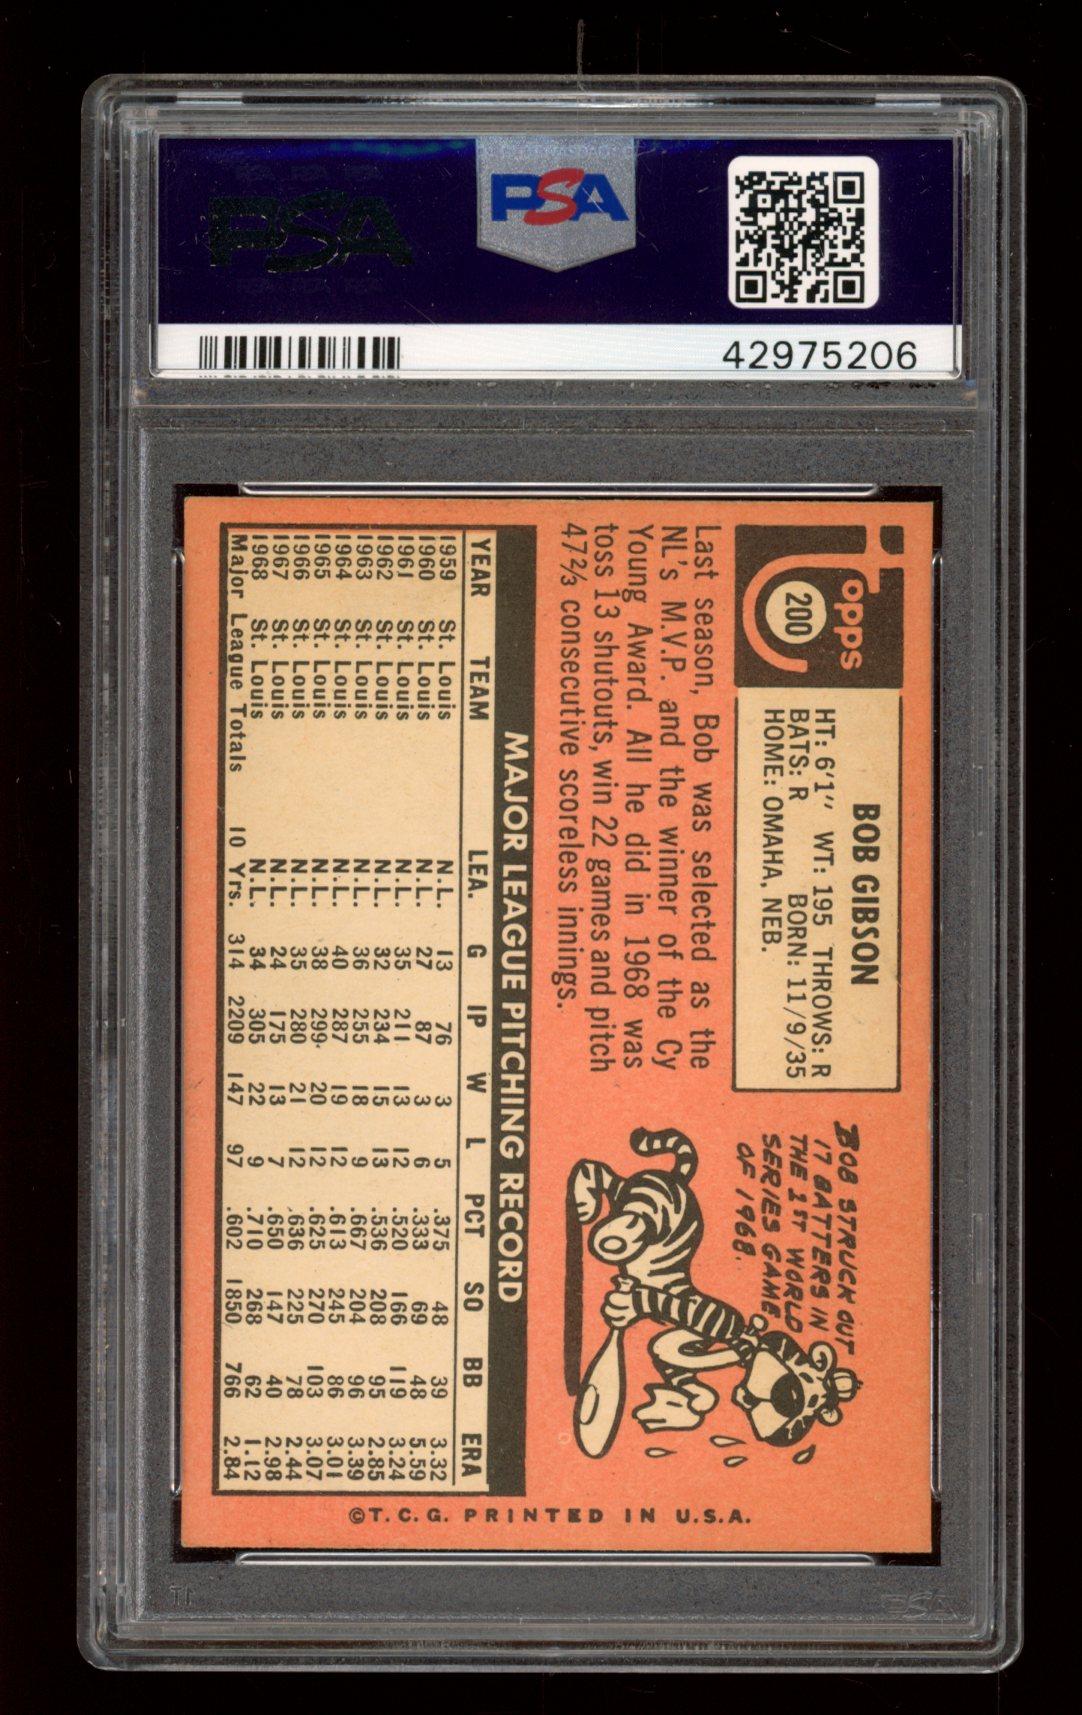 PSA
PSA
42975206
Topps
200
BOB GIBSON
HT: 6'1" WT: 195 THROWS: R
BATS: R BORN: 11/9/35
HOME: OMAHA, NEB.
Last season, Bob was selected as the
NL's M.V.P. and the winner of the Cy
Young Award. All he did in 1968 was
toss 13 shutouts, win 22 games and pitch
47⅔ consecutive scoreless innings.
BOB STRUCK OUT
17 BATTERS IN
THE 1ST WORLD
SERIES GAME
OF 1968.
MAJOR LEAGUE PITCHING RECORD
YEAR TEAM LEA. G IP W L PCT SO BB ERA
1959 St. Louis N.L. 13 76 3 5 .375 48 39 3.32
1960 St. Louis N.L. 27 87 3 6 .333 69 48 5.59
1961 St. Louis N.L. 35 211 13 12 .520 166 119 3.24
1962 St. Louis N.L. 32 234 15 13 .536 208 95 2.85
1963 St. Louis N.L. 36 255 18 9 .667 204 96 3.39
1964 St. Louis N.L. 40 287 19 12 .613 245 86 3.01
1965 St. Louis N.L. 38 299 20 12 .625 270 103 3.07
1966 St. Louis N.L. 35 280 21 12 .636 225 78 2.44
1967 St. Louis N.L. 24 175 13 7 .650 147 40 2.98
1968 St. Louis N.L. 34 305 22 9 .710 268 62 1.12
Major League Totals 10 Yrs. 314 2209 147 97 .602 1850 766 2.84
©T.C.G. PRINTED IN U.S.A.